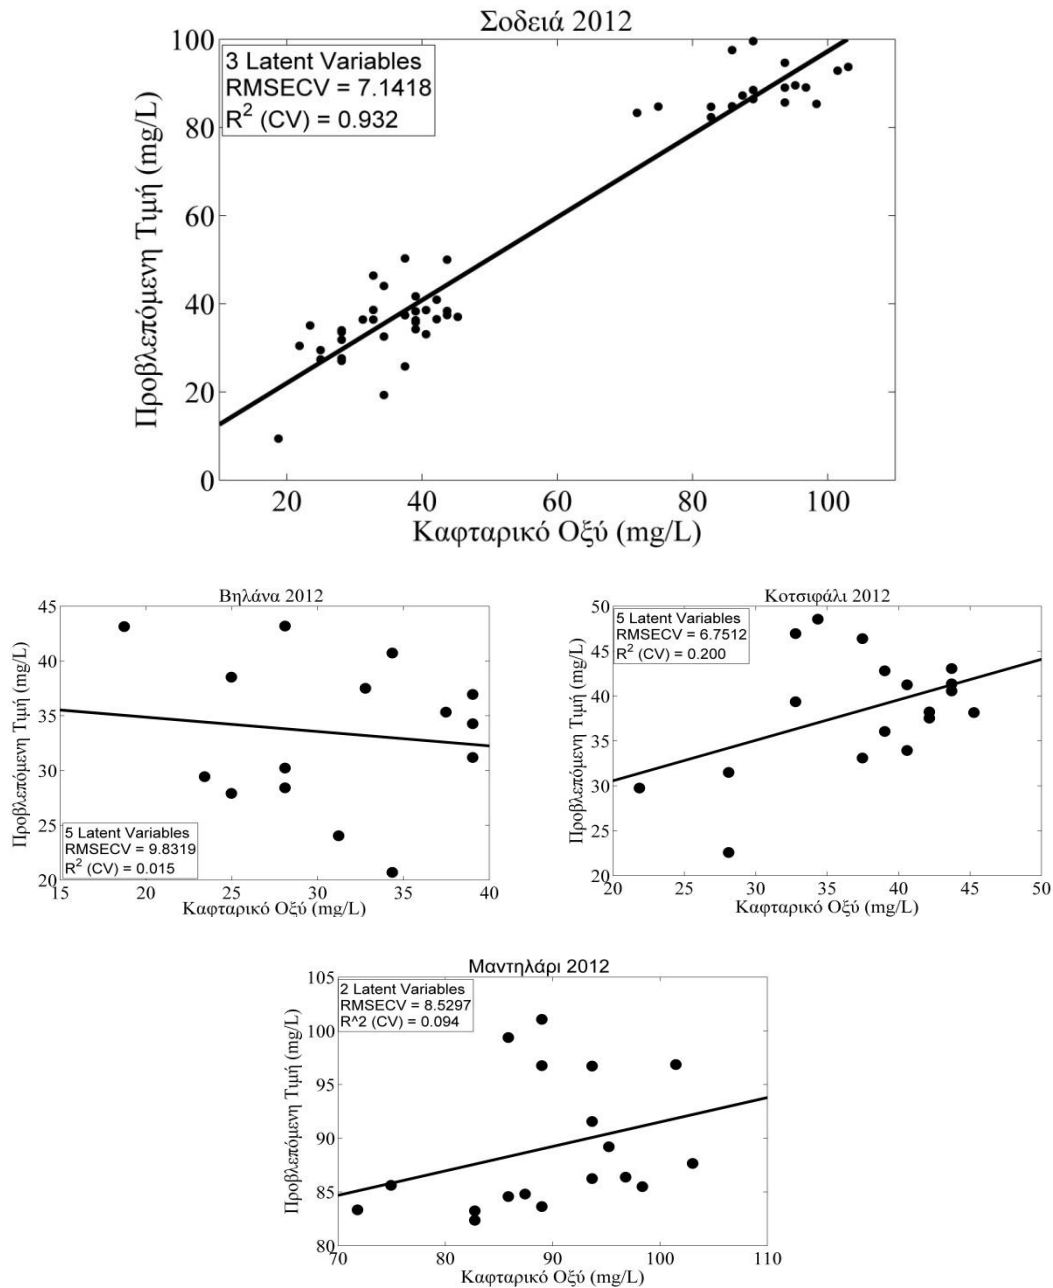 Σοδειά 2012
3 Latent Variables
RMSECV = 7.1418
R² (CV) = 0.932
Προβλεπόμενη Τιμή (mg/L)
100
80
60
40
20
0
20 40 60 80 100
Καφταρικό Οξύ (mg/L)
Βηλάνα 2012
Προβλεπόμενη Τιμή (mg/L)
45
40
35
30
25
20
5 Latent Variables
RMSECV = 9.8319
R² (CV) = 0.015
15 20 25 30 35 40
Καφταρικό Οξύ (mg/L)
Κοτσιφάλι 2012
5 Latent Variables
RMSECV = 6.7512
R² (CV) = 0.200
Προβλεπόμενη Τιμή (mg/L)
50
45
40
35
30
25
20
20 25 30 35 40 45 50
Καφταρικό Οξύ (mg/L)
Μαντηλάρι 2012
2 Latent Variables
RMSECV = 8.5297
R^2 (CV) = 0.094
Προβλεπόμενη Τιμή (mg/L)
105
100
95
90
85
80
70 80 90 100 110
Καφταρικό Οξύ (mg/L)